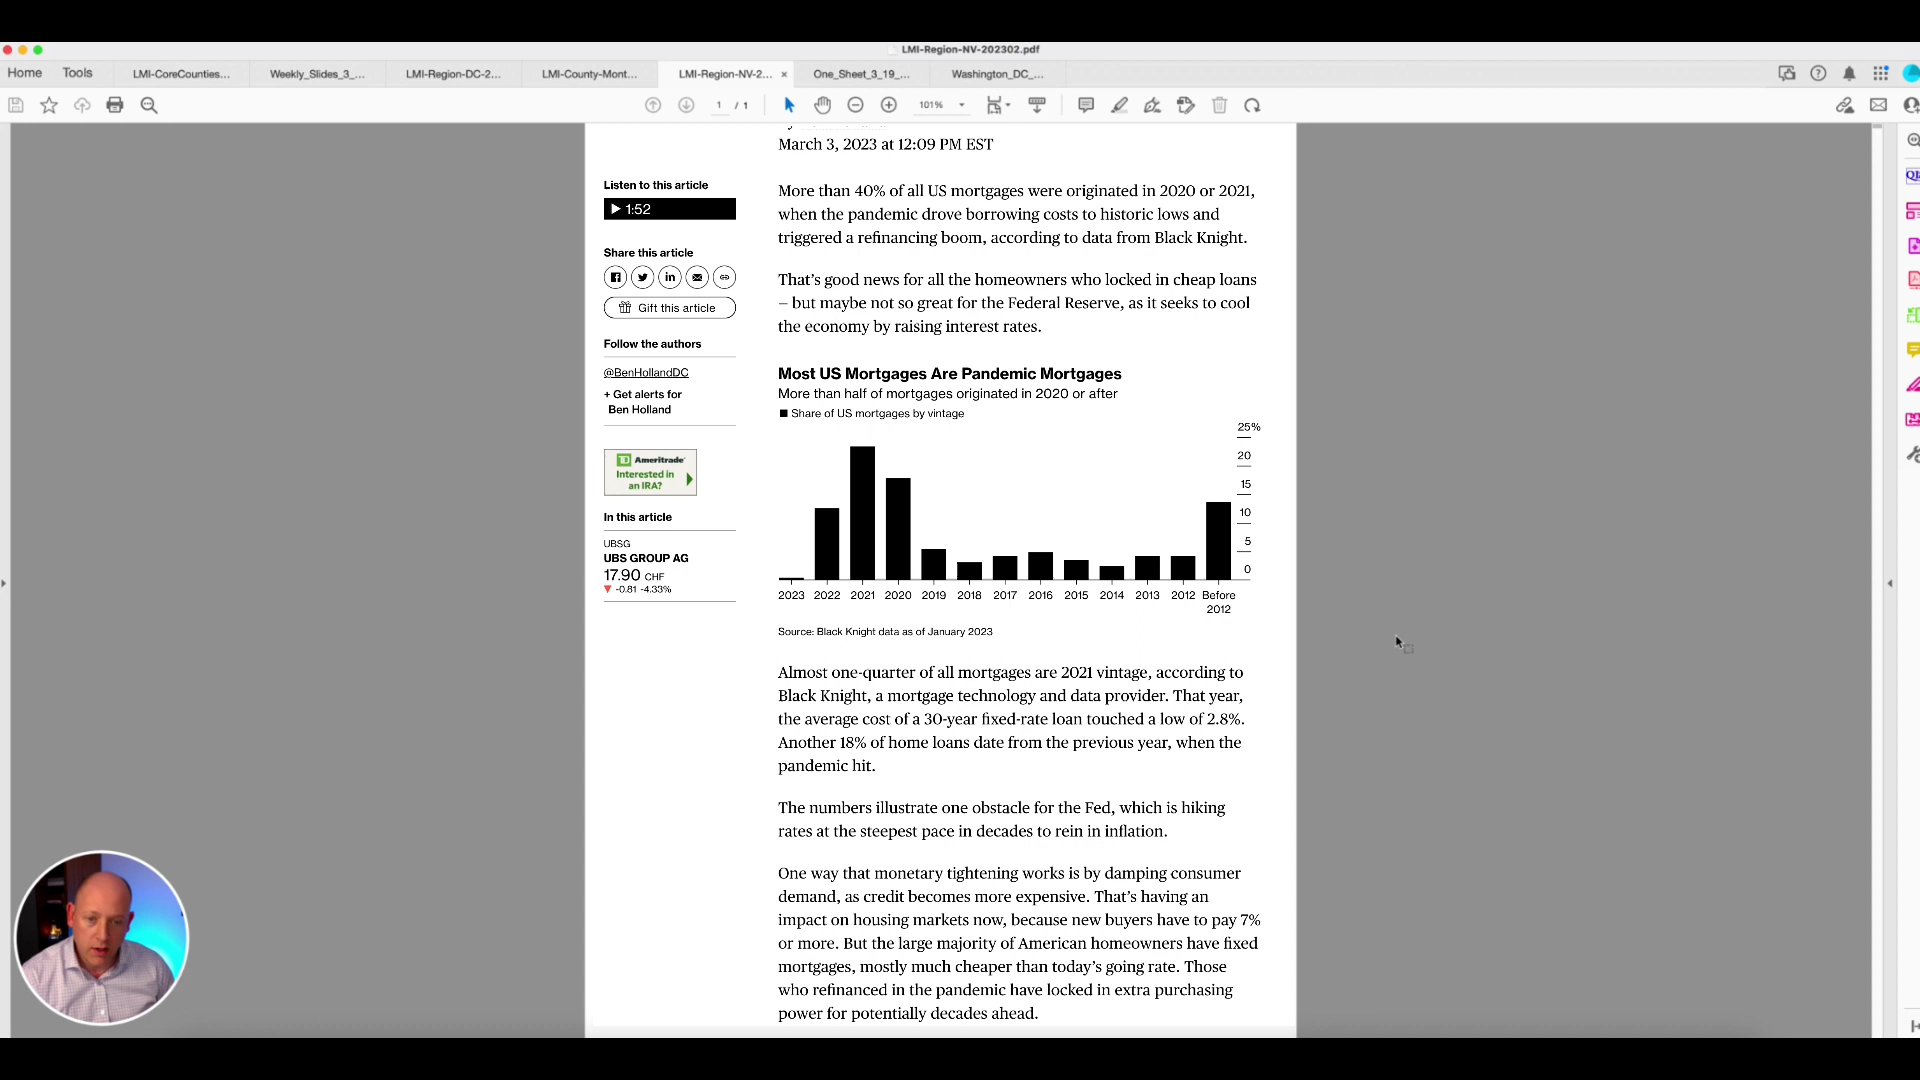 LMI-Region-NV-202302.pdf
Home
Tools
LMI-CoreCounties...
Weekly_Slides_3_...
LMI-Region-DC-2...
LMI-County-Mont...
LMI-Region-NV-2...
One_Sheet_3_19_...
Washington_DC_...
1 / 1
101%
March 3, 2023 at 12:09 PM EST
Listen to this article
1:52
Share this article
Gift this article
Follow the authors
@BenHollandDC
+ Get alerts for
Ben Holland
TD Ameritrade
Interested in
an IRA?
In this article
UBSG
UBS GROUP AG
17.90 CHF
▼ -0.81 -4.33%
More than 40% of all US mortgages were originated in 2020 or 2021,
when the pandemic drove borrowing costs to historic lows and
triggered a refinancing boom, according to data from Black Knight.
That's good news for all the homeowners who locked in cheap loans
— but maybe not so great for the Federal Reserve, as it seeks to cool
the economy by raising interest rates.
Most US Mortgages Are Pandemic Mortgages
More than half of mortgages originated in 2020 or after
Share of US mortgages by vintage
25%
20
15
10
5
0
2023 2022 2021 2020 2019 2018 2017 2016 2015 2014 2013 2012 Before
2012
Source: Black Knight data as of January 2023
Almost one-quarter of all mortgages are 2021 vintage, according to
Black Knight, a mortgage technology and data provider. That year,
the average cost of a 30-year fixed-rate loan touched a low of 2.8%.
Another 18% of home loans date from the previous year, when the
pandemic hit.
The numbers illustrate one obstacle for the Fed, which is hiking
rates at the steepest pace in decades to rein in inflation.
One way that monetary tightening works is by damping consumer
demand, as credit becomes more expensive. That's having an
impact on housing markets now, because new buyers have to pay 7%
or more. But the large majority of American homeowners have fixed
mortgages, mostly much cheaper than today's going rate. Those
who refinanced in the pandemic have locked in extra purchasing
power for potentially decades ahead.